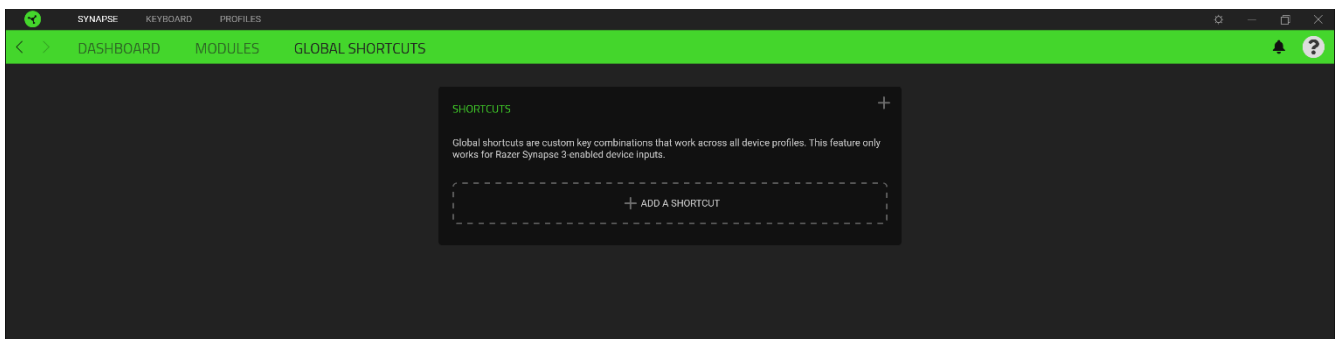 SYNAPSE KEYBOARD PROFILES
DASHBOARD MODULES GLOBAL SHORTCUTS
?
SHORTCUTS
Global shortcuts are custom key combinations that work across all device profiles. This feature only
works for Razer Synapse 3-enabled device inputs.
ADD A SHORTCUT